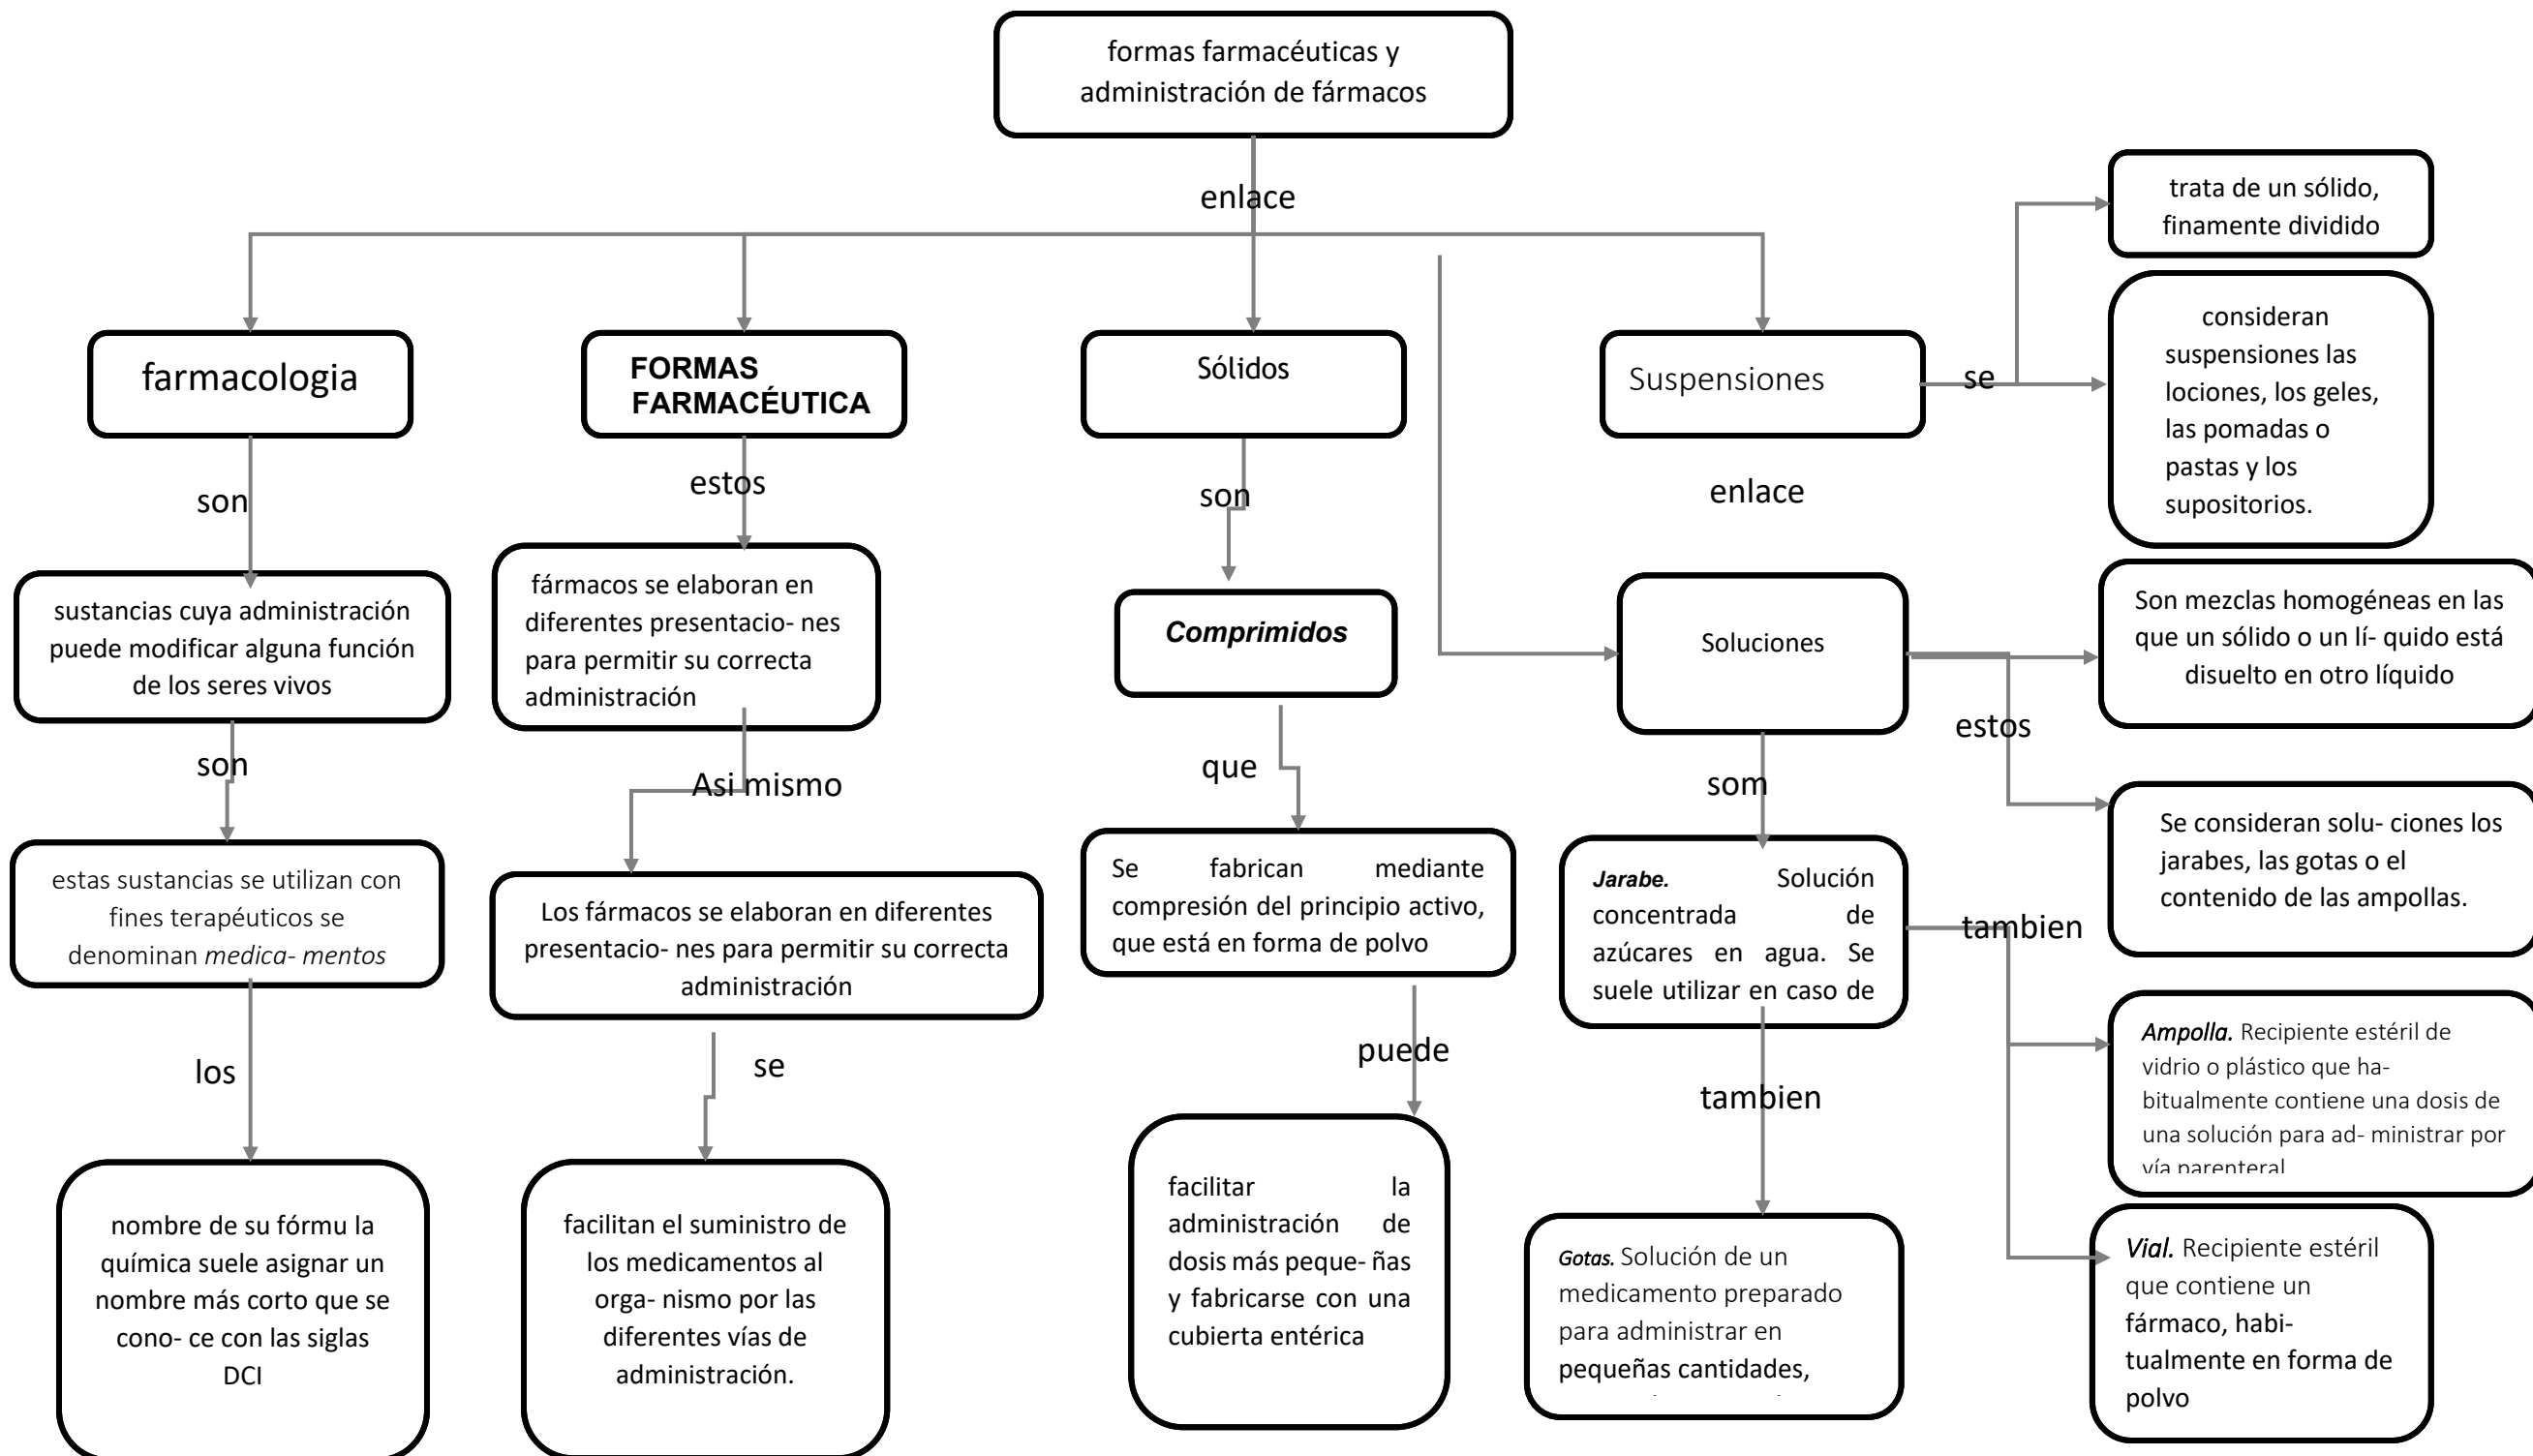 formas farmacéuticas y
administración de fármacos
enlace
farmacologia
son
sustancias cuya administración
puede modificar alguna función
de los seres vivos
son
estas sustancias se utilizan con
fines terapéuticos se
denominan medica- mentos
los
nombre de su fórmu la
química suele asignar un
nombre más corto que se
cono- ce con las siglas
DCI
FORMAS
FARMACÉUTICA
estos
fármacos se elaboran en
diferentes presentacio- nes
para permitir su correcta
administración
Asi mismo
Los fármacos se elaboran en diferentes
presentacio- nes para permitir su correcta
administración
se
facilitan el suministro de
los medicamentos al
orga- nismo por las
diferentes vías de
administración.
Sólidos
son
Comprimidos
que
Se fabrican mediante
compresión del principio activo,
que está en forma de polvo
puede
facilitar la
administración de
dosis más peque- ñas
y fabricarse con una
cubierta entérica
Suspensiones
se
trata de un sólido,
finamente dividido
consideran
suspensiones las
lociones, los geles,
las pomadas o
pastas y los
supositorios.
enlace
Soluciones
estos
Son mezclas homogéneas en las
que un sólido o un lí- quido está
disuelto en otro líquido
Se consideran solu- ciones los
jarabes, las gotas o el
contenido de las ampollas.
som
Jarabe. Solución
concentrada de
azúcares en agua. Se
suele utilizar en caso de
tambien
Ampolla. Recipiente estéril de
vidrio o plástico que ha-
bitualmente contiene una dosis de
una solución para ad- ministrar por
vía parenteral
Vial. Recipiente estéril
que contiene un
fármaco, habi-
tualmente en forma de
polvo
tambien
Gotas. Solución de un
medicamento preparado
para administrar en
pequeñas cantidades,